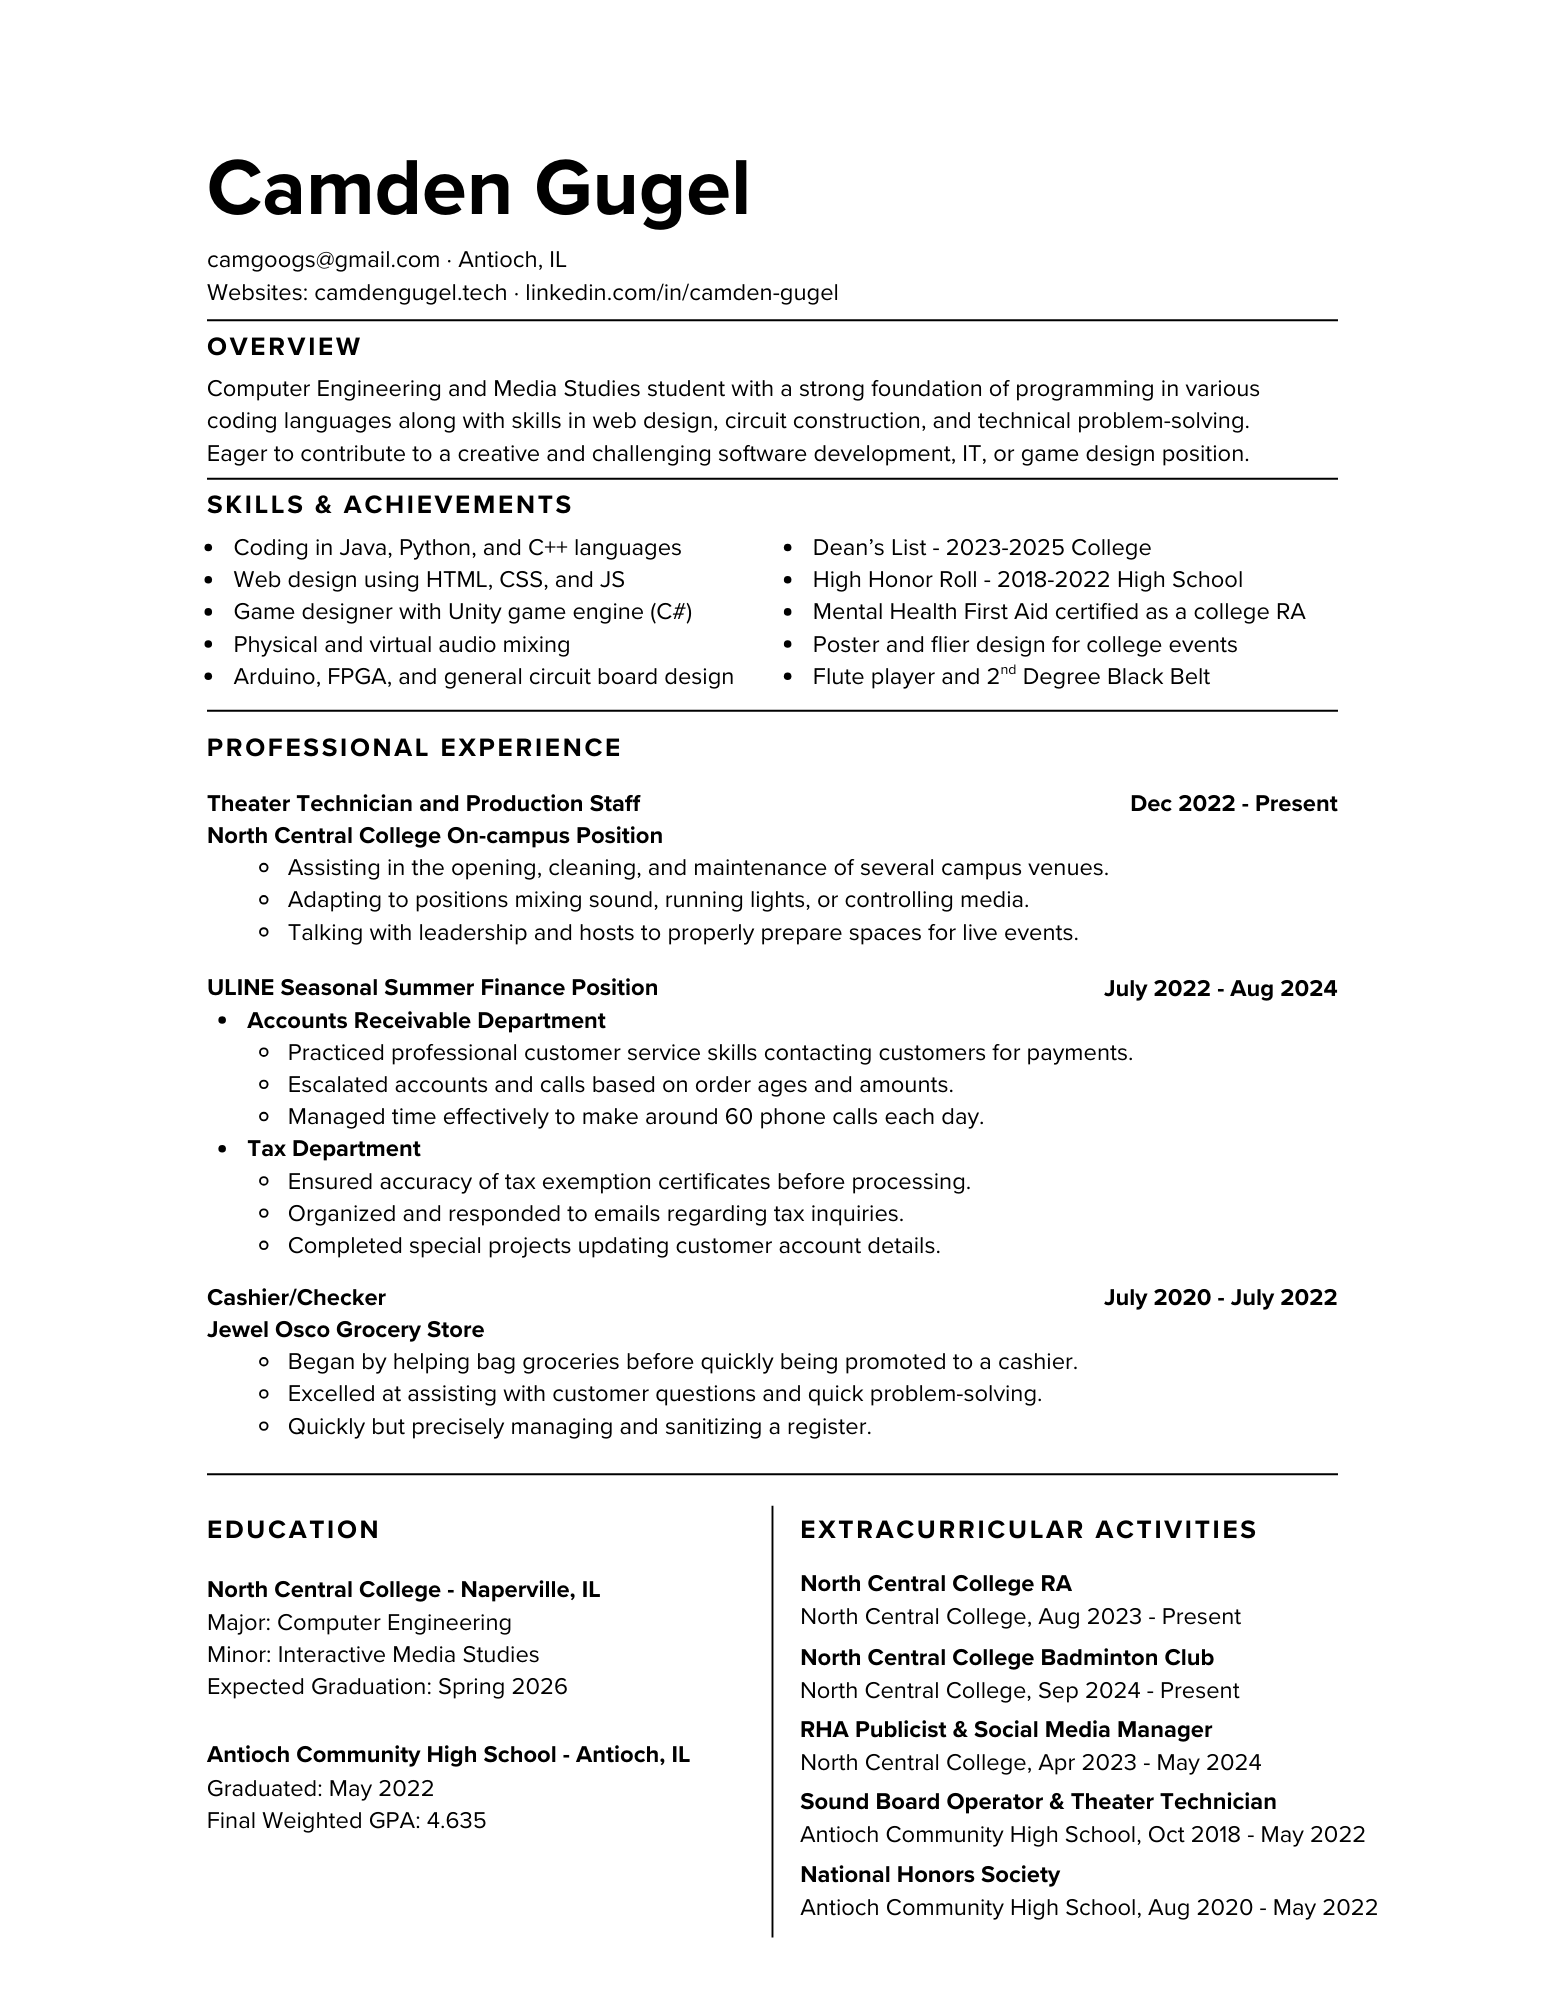 Camden Gugel
camgoogs@gmail.com · Antioch, IL
Websites: camdengugel.tech · linkedin.com/in/camden-gugel
OVERVIEW
Computer Engineering and Media Studies student with a strong foundation of programming in various
coding languages along with skills in web design, circuit construction, and technical problem-solving.
Eager to contribute to a creative and challenging software development, IT, or game design position.
SKILLS & ACHIEVEMENTS
• Coding in Java, Python, and C++ languages
• Web design using HTML, CSS, and JS
• Game designer with Unity game engine (C#)
• Physical and virtual audio mixing
• Arduino, FPGA, and general circuit board design
• Dean’s List - 2023-2025 College
• High Honor Roll - 2018-2022 High School
• Mental Health First Aid certified as a college RA
• Poster and flier design for college events
• Flute player and 2nd Degree Black Belt
PROFESSIONAL EXPERIENCE
Theater Technician and Production Staff Dec 2022 - Present
North Central College On-campus Position
◦ Assisting in the opening, cleaning, and maintenance of several campus venues.
◦ Adapting to positions mixing sound, running lights, or controlling media.
◦ Talking with leadership and hosts to properly prepare spaces for live events.
ULINE Seasonal Summer Finance Position July 2022 - Aug 2024
• Accounts Receivable Department
◦ Practiced professional customer service skills contacting customers for payments.
◦ Escalated accounts and calls based on order ages and amounts.
◦ Managed time effectively to make around 60 phone calls each day.
• Tax Department
◦ Ensured accuracy of tax exemption certificates before processing.
◦ Organized and responded to emails regarding tax inquiries.
◦ Completed special projects updating customer account details.
Cashier/Checker July 2020 - July 2022
Jewel Osco Grocery Store
◦ Began by helping bag groceries before quickly being promoted to a cashier.
◦ Excelled at assisting with customer questions and quick problem-solving.
◦ Quickly but precisely managing and sanitizing a register.
EDUCATION
North Central College - Naperville, IL
Major: Computer Engineering
Minor: Interactive Media Studies
Expected Graduation: Spring 2026
Antioch Community High School - Antioch, IL
Graduated: May 2022
Final Weighted GPA: 4.635
EXTRACURRICULAR ACTIVITIES
North Central College RA
North Central College, Aug 2023 - Present
North Central College Badminton Club
North Central College, Sep 2024 - Present
RHA Publicist & Social Media Manager
North Central College, Apr 2023 - May 2024
Sound Board Operator & Theater Technician
Antioch Community High School, Oct 2018 - May 2022
National Honors Society
Antioch Community High School, Aug 2020 - May 2022